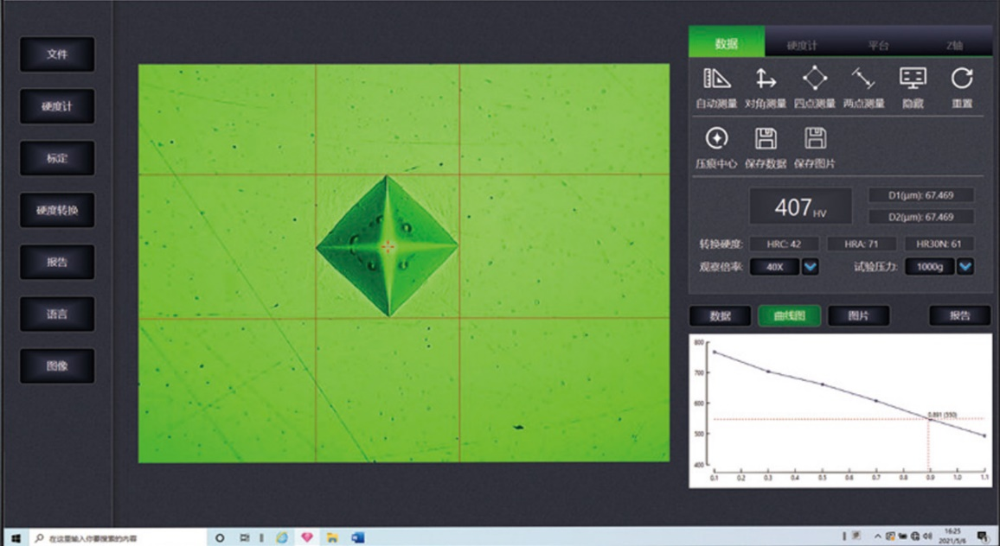 文件
硬度计
标定
硬度转换
报告
语言
图像
数据 硬度计 平台 Z轴
自动测量 对角测量 四点测量 两点测量 隐藏 重置
压痕中心 保存数据 保存图片
407 HV
D1(μm): 67.469
D2(μm): 67.469
转换硬度: HRC: 42 HRA: 71 HR30N: 61
观察倍率: 40X 试验压力: 1000g
数据 曲线图 图片 报告
800
700
600
500
400
0.891 (550)
0.1 0.2 0.3 0.4 0.5 0.6 0.7 0.8 0.9 1.0 1.1
在这里输入你要搜索的内容
16:25
2021/5/6